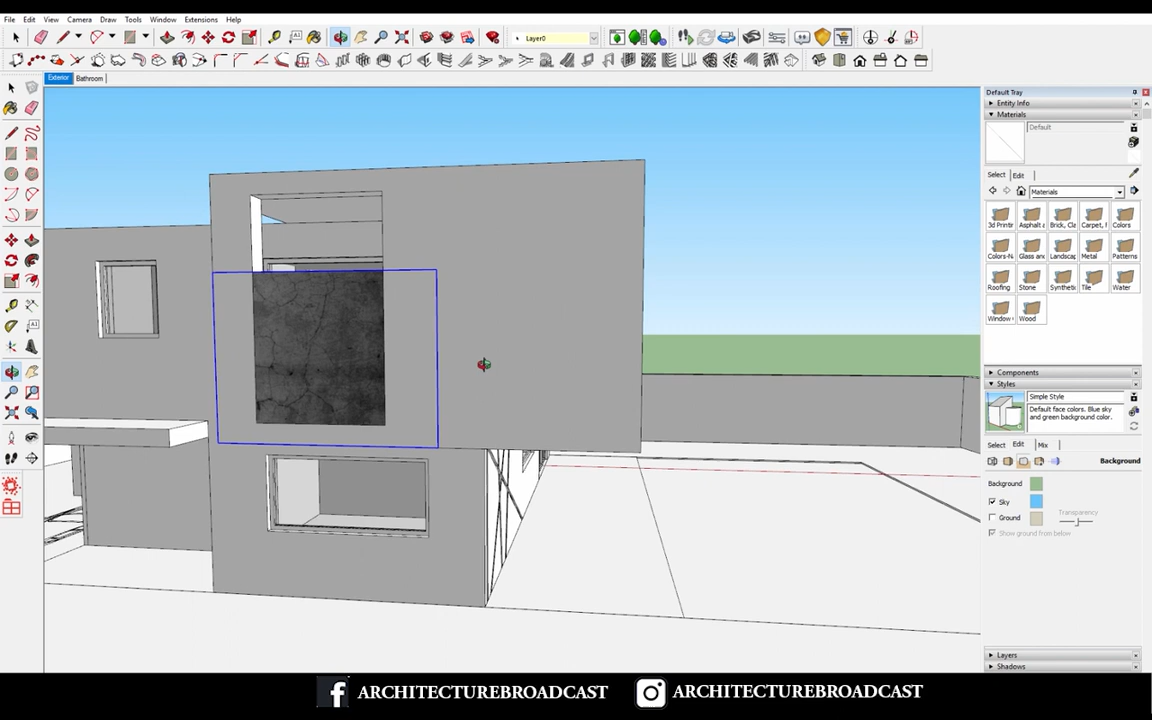 File Edit View Camera Draw Tools Window Extensions Help
Layer0
Exterior Bathroom
Default Tray
Entity Info
Materials
Default
Select Edit
Materials
3d Printi Asphalt a Brick, Cla Carpet, F Colors
Colors-N Glass and Landscap Metal Patterns
Roofing Stone Synthetic Tile Water
Window Wood
Components
Styles
Simple Style
Default face colors. Blue sky
and green background color.
Select Edit Mix
Background
Background
Sky
Ground Transparency
Show ground from below
Layers
Shadows
ARCHITECTUREBROADCAST ARCHITECTUREBROADCAST